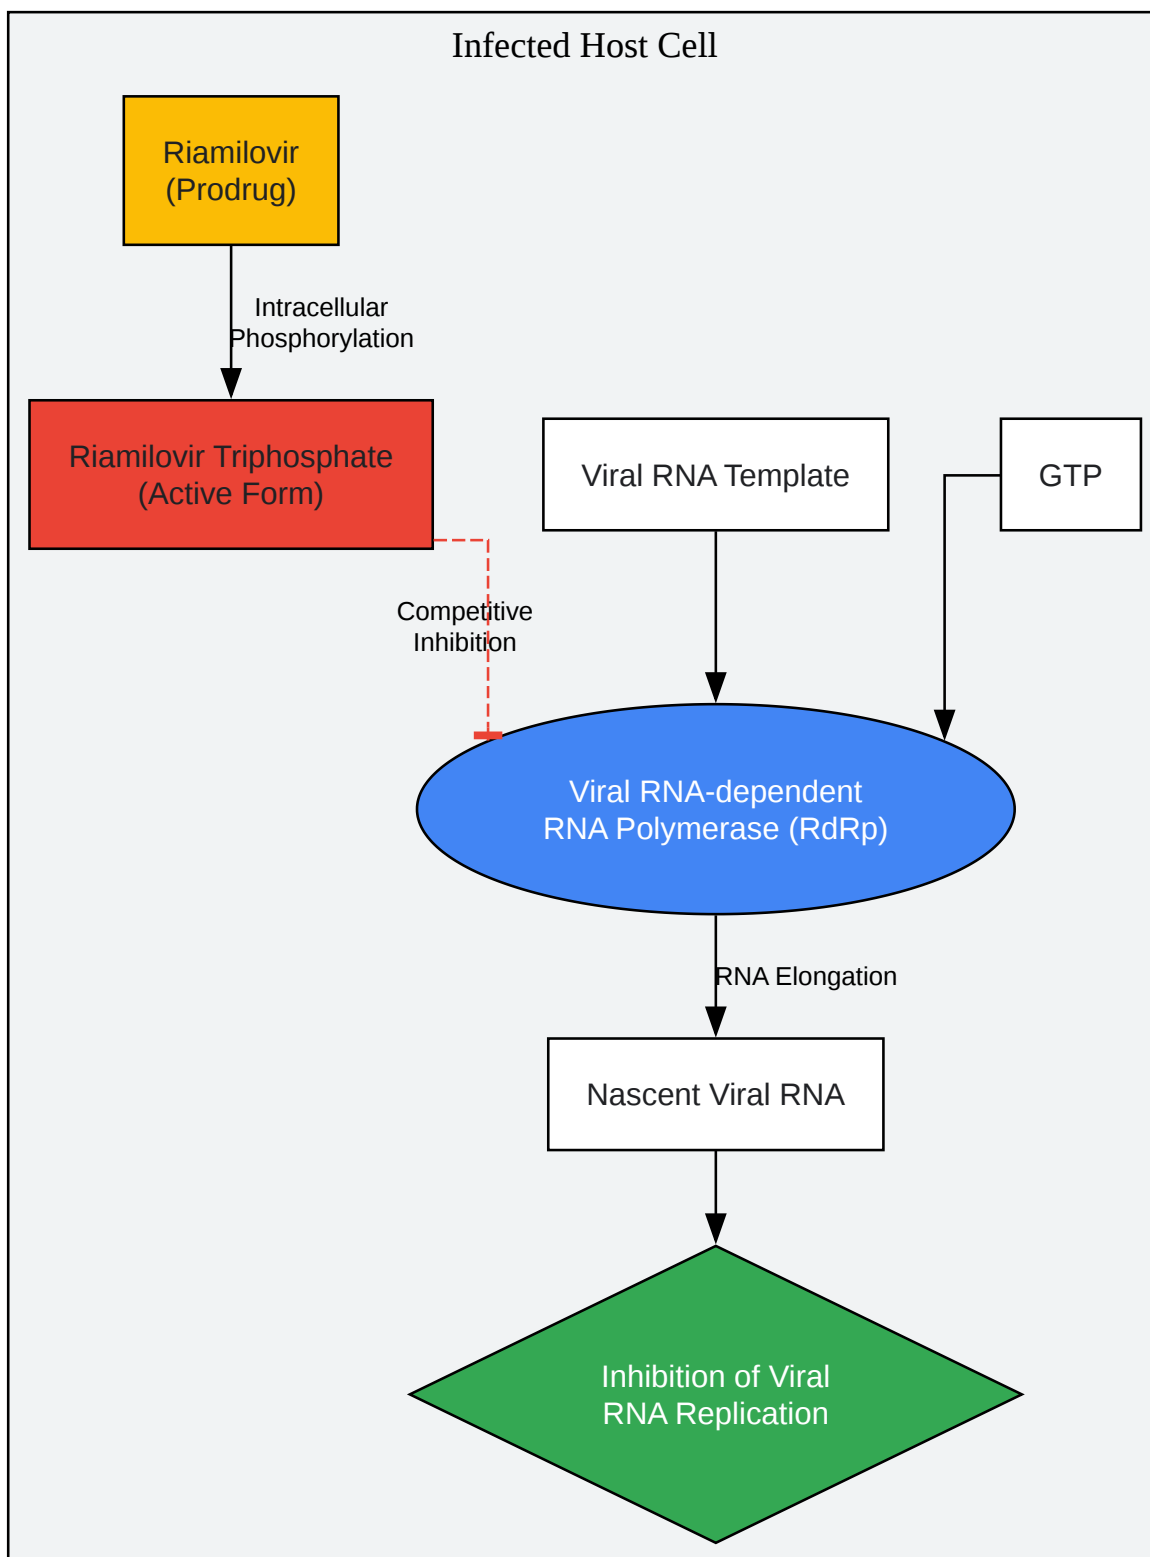 Infected Host Cell
Riamilovir
(Prodrug)
Intracellular
Phosphorylation
Riamilovir Triphosphate
(Active Form)
Viral RNA Template
GTP
Competitive
Inhibition
Viral RNA-dependent
RNA Polymerase (RdRp)
RNA Elongation
Nascent Viral RNA
Inhibition of Viral
RNA Replication